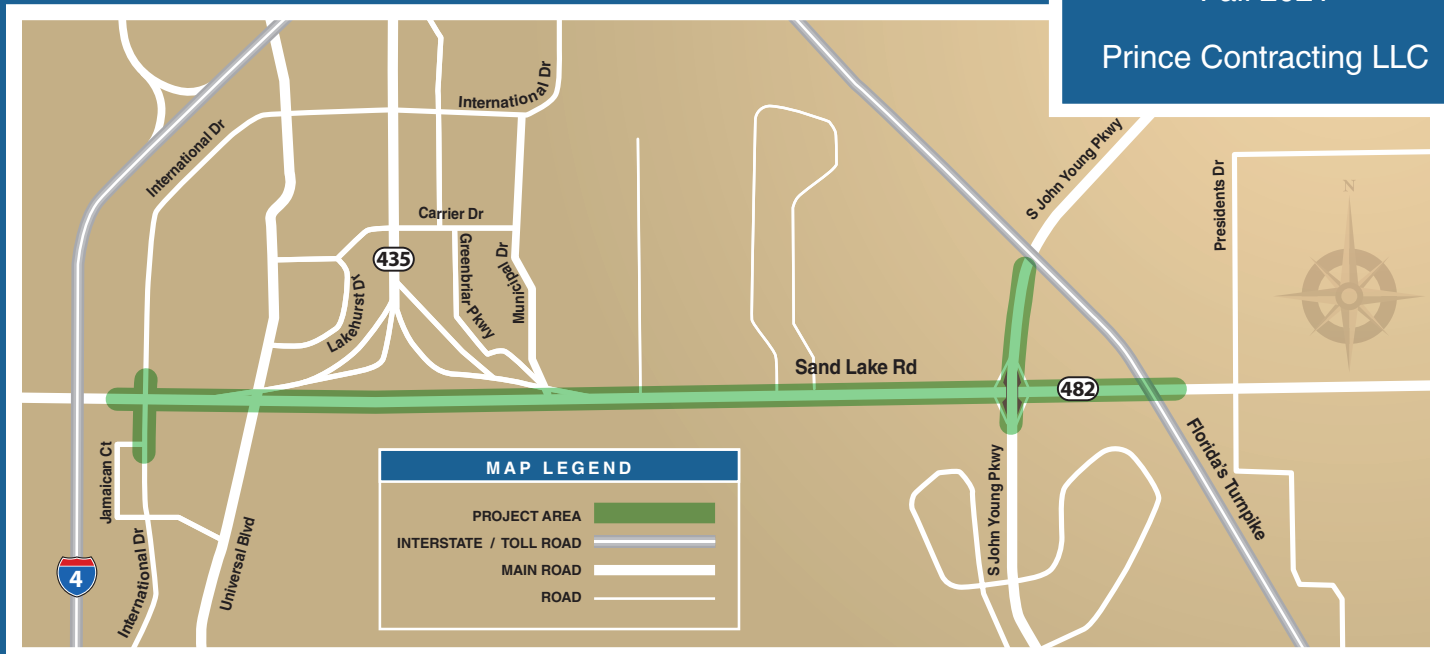 Prince Contracting LLC
International Dr
International Dr
S John Young Pkwy
Presidents Dr
N
Carrier Dr
435
Greenbriar Pkwy
Municipal Dr
Lakehurst Dr
Sand Lake Rd
482
Jamaican Ct
International Dr
Universal Blvd
4
S John Young Pkwy
Florida's Turnpike
MAP LEGEND
PROJECT AREA
INTERSTATE / TOLL ROAD
MAIN ROAD
ROAD